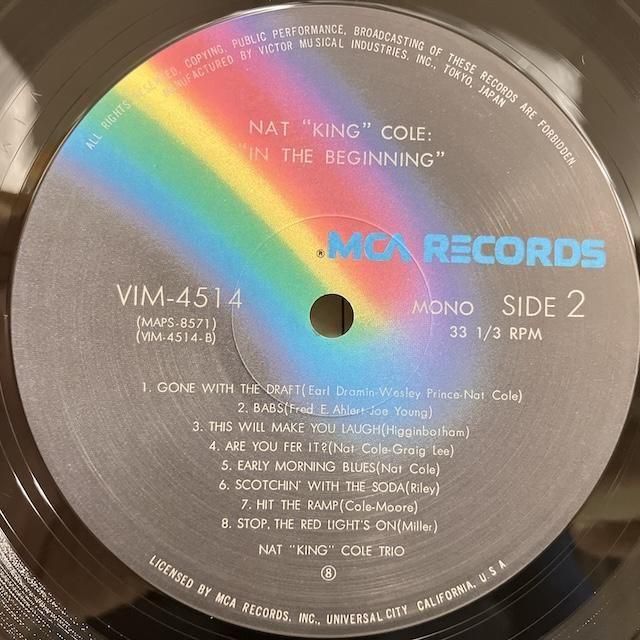 ALL RIGHTS RESERVED, COPYING, PUBLIC PERFORMANCE, BROADCASTING OF THESE RECORDS ARE FORBIDDEN.
MANUFACTURED BY VICTOR MUSICAL INDUSTRIES, INC., TOKYO, JAPAN
NAT "KING" COLE:
"IN THE BEGINNING"
® MCA RECORDS
VIM-4514
(MAPS-8571)
(VIM-4514-B)
MONO SIDE 2
33 1/3 RPM
1. GONE WITH THE DRAFT(Earl Dramin-Wesley Prince-Nat Cole)
2. BABS(Fred E. Ahlert-Joe Young)
3. THIS WILL MAKE YOU LAUGH(Higginbotham)
4. ARE YOU FER IT?(Nat Cole-Graig Lee)
5. EARLY MORNING BLUES(Nat Cole)
6. SCOTCHIN' WITH THE SODA(Riley)
7. HIT THE RAMP(Cole-Moore)
8. STOP, THE RED LIGHT'S ON(Miller)
NAT "KING" COLE TRIO
⑧
LICENSED BY MCA RECORDS, INC., UNIVERSAL CITY, CALIFORNIA, U.S.A